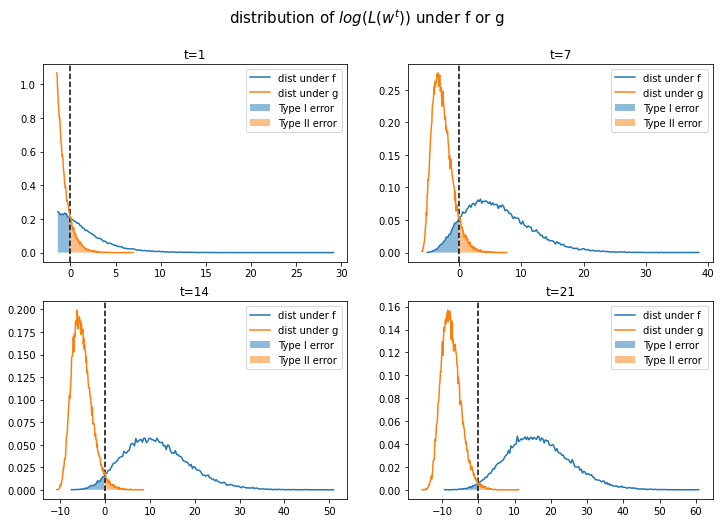 distribution of log(L(w^t)) under f or g
t=1
dist under f
dist under g
Type I error
Type II error
1.0
0.8
0.6
0.4
0.2
0.0
0 5 10 15 20 25 30
t=7
dist under f
dist under g
Type I error
Type II error
0.25
0.20
0.15
0.10
0.05
0.00
0 10 20 30 40
t=14
dist under f
dist under g
Type I error
Type II error
0.200
0.175
0.150
0.125
0.100
0.075
0.050
0.025
0.000
−10 0 10 20 30 40 50
t=21
dist under f
dist under g
Type I error
Type II error
0.16
0.14
0.12
0.10
0.08
0.06
0.04
0.02
0.00
−10 0 10 20 30 40 50 60